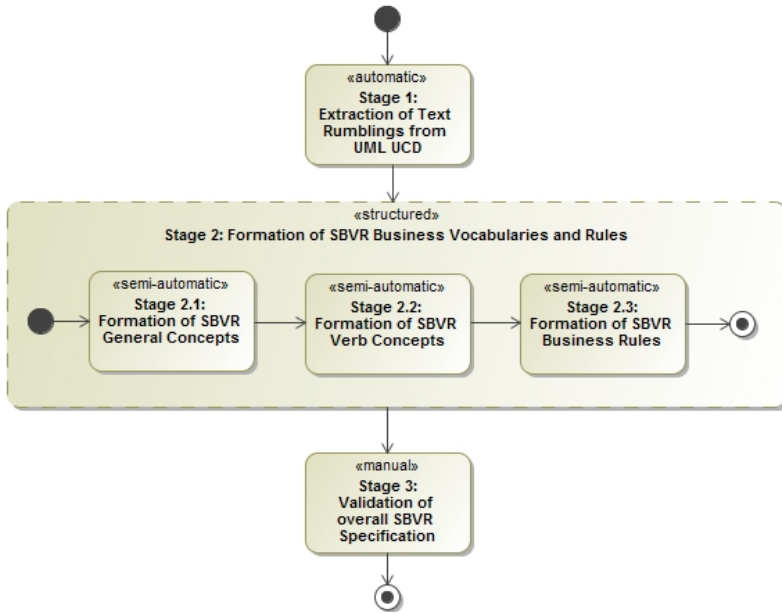 «automatic»
Stage 1:
Extraction of Text
Rumblings from
UML UCD
«structured»
Stage 2: Formation of SBVR Business Vocabularies and Rules
«semi-automatic»
Stage 2.1:
Formation of SBVR
General Concepts
«semi-automatic»
Stage 2.2:
Formation of SBVR
Verb Concepts
«semi-automatic»
Stage 2.3:
Formation of SBVR
Business Rules
«manual»
Stage 3:
Validation of
overall SBVR
Specification